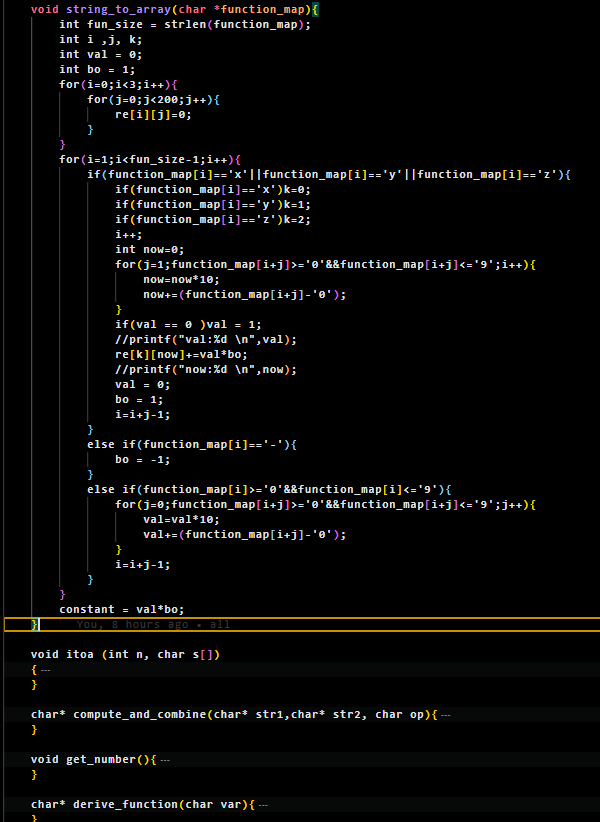 void string_to_array(char *function_map){
int fun_size = strlen(function_map);
int i ,j, k;
int val = 0;
int bo = 1;
for(i=0;i<3;i++){
for(j=0;j<200;j++){
re[i][j]=0;
}
}
for(i=1;i<fun_size-1;i++){
if(function_map[i]=='x'||function_map[i]=='y'||function_map[i]=='z'){
if(function_map[i]=='x')k=0;
if(function_map[i]=='y')k=1;
if(function_map[i]=='z')k=2;
i++;
int now=0;
for(j=1;function_map[i+j]>='0'&&function_map[i+j]<='9';i++){
now=now*10;
now+=(function_map[i+j]-'0');
}
if(val == 0 )val = 1;
//printf("val:%d \n",val);
re[k][now]+=val*bo;
//printf("now:%d \n",now);
val = 0;
bo = 1;
i=i+j-1;
}
else if(function_map[i]=='-'){
bo = -1;
}
else if(function_map[i]>='0'&&function_map[i]<='9'){
for(j=0;function_map[i+j]>='0'&&function_map[i+j]<='9';j++){
val=val*10;
val+=(function_map[i+j]-'0');
}
i=i+j-1;
}
}
constant = val*bo;
} You, 8 hours ago • all
void itoa (int n, char s[])
{ ---
}
char* compute_and_combine(char* str1,char* str2, char op){ ---
}
void get_number(){ ---
}
char* derive_function(char var){ ---
}